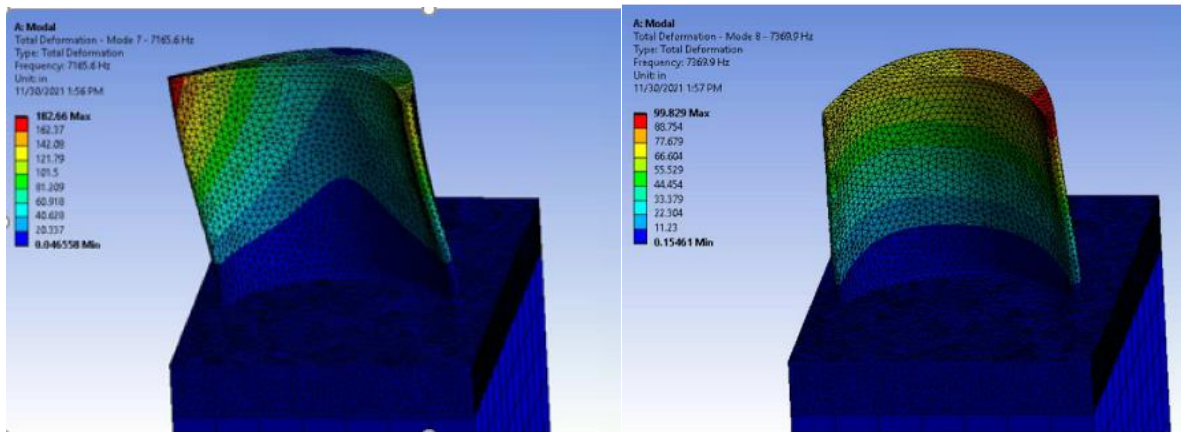 A: Modal
Total Deformation - Mode 7 - 7165.6 Hz
Type: Total Deformation
Frequency: 7165.6 Hz
Unit: in
11/30/2021 1:56 PM
182.66 Max
162.37
142.08
121.79
101.5
81.209
60.918
40.628
20.337
0.046558 Min
A: Modal
Total Deformation - Mode 8 - 7369.9 Hz
Type: Total Deformation
Frequency: 7369.9 Hz
Unit: in
11/30/2021 1:57 PM
99.829 Max
88.754
77.679
66.604
55.529
44.454
33.379
22.304
11.23
0.15461 Min